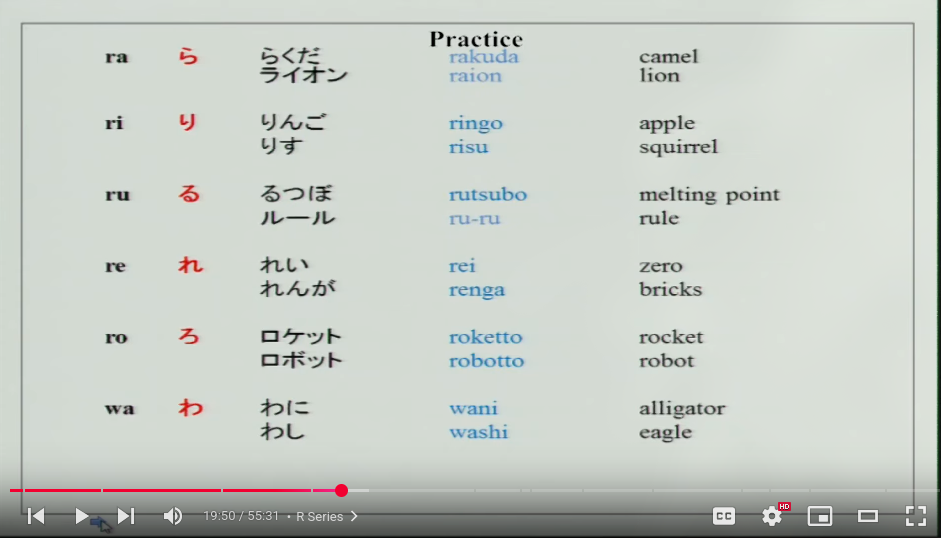 Practice
ra ら らくだ rakuda camel
ライオン raion lion
ri り りんご ringo apple
りす risu squirrel
ru る るつぼ rutsubo melting point
ルール ru-ru rule
re れ れい rei zero
れんが renga bricks
ro ろ ロケット roketto rocket
ロボット robotto robot
wa わ わに wani alligator
わし washi eagle
19:50 / 55:31 • R Series
CC HD